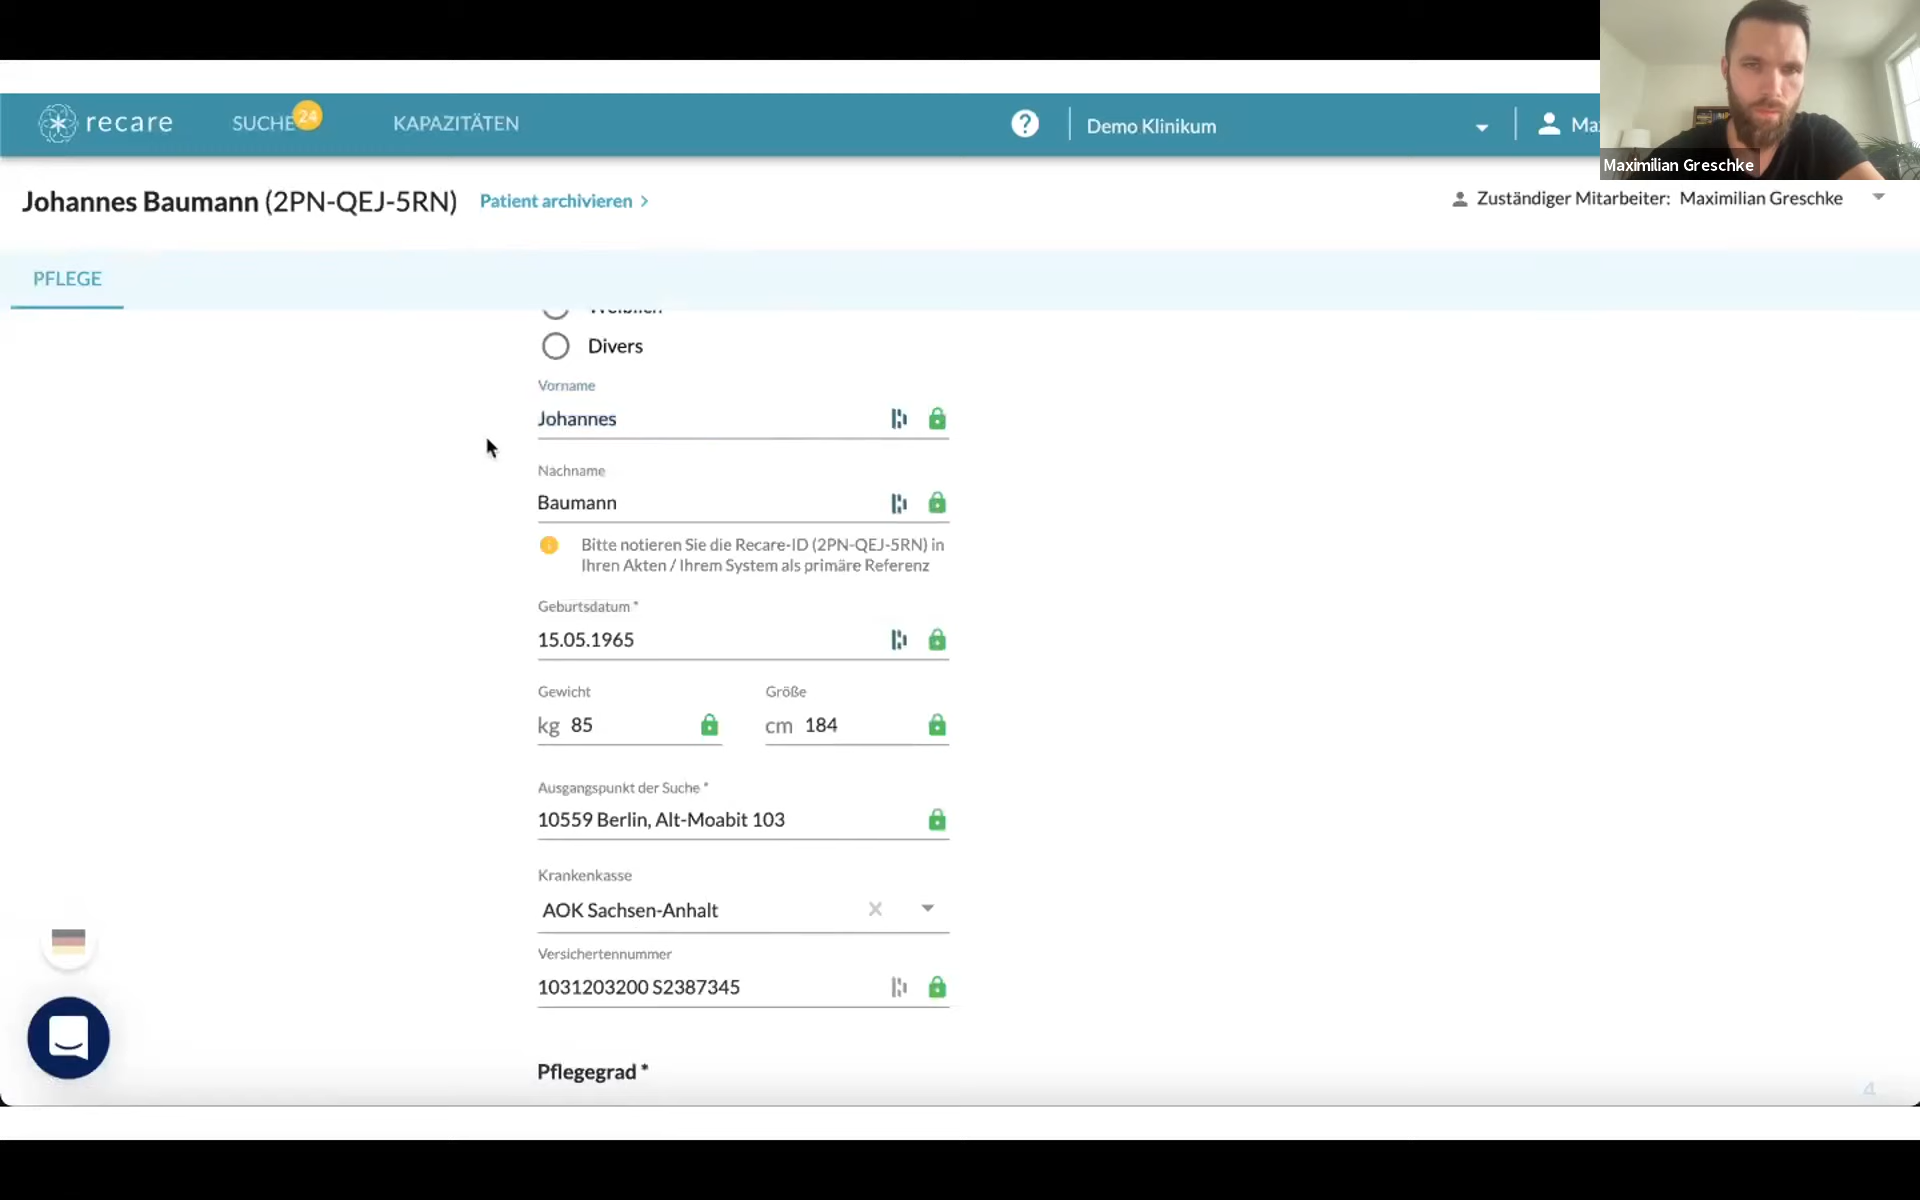 recare
SUCHE 24
KAPAZITÄTEN
?
Demo Klinikum
Maximilian Greschke
Johannes Baumann (2PN-QEJ-5RN)
Patient archivieren
Zuständiger Mitarbeiter: Maximilian Greschke
PFLEGE
Weiblich
Divers
Vorname
Johannes
Nachname
Baumann
Bitte notieren Sie die Recare-ID (2PN-QEJ-5RN) in
Ihren Akten / Ihrem System als primäre Referenz
Geburtsdatum *
15.05.1965
Gewicht
Größe
kg 85
cm 184
Ausgangspunkt der Suche *
10559 Berlin, Alt-Moabit 103
Krankenkasse
AOK Sachsen-Anhalt
Versichertennummer
1031203200 S2387345
Pflegegrad *
4